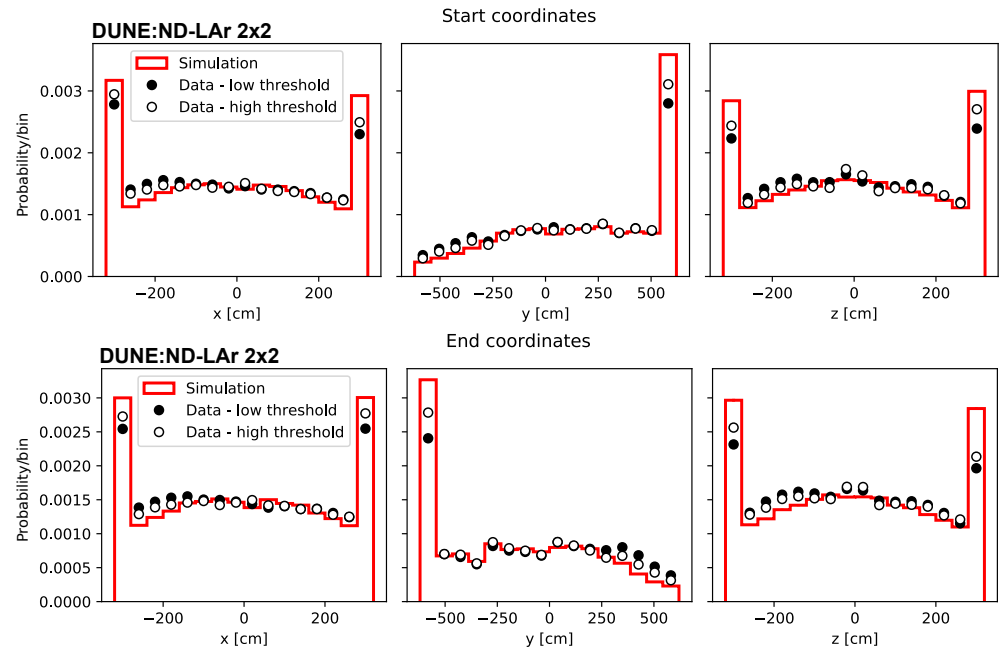 Start coordinates
DUNE:ND-LAr 2x2
Simulation
Data - low threshold
Data - high threshold
Probability/bin
0.003
0.002
0.001
0.000
−200 0 200
x [cm]
−500 −250 0 250 500
y [cm]
−200 0 200
z [cm]
End coordinates
DUNE:ND-LAr 2x2
Simulation
Data - low threshold
Data - high threshold
Probability/bin
0.0030
0.0025
0.0020
0.0015
0.0010
0.0005
0.0000
−200 0 200
x [cm]
−500 −250 0 250 500
y [cm]
−200 0 200
z [cm]